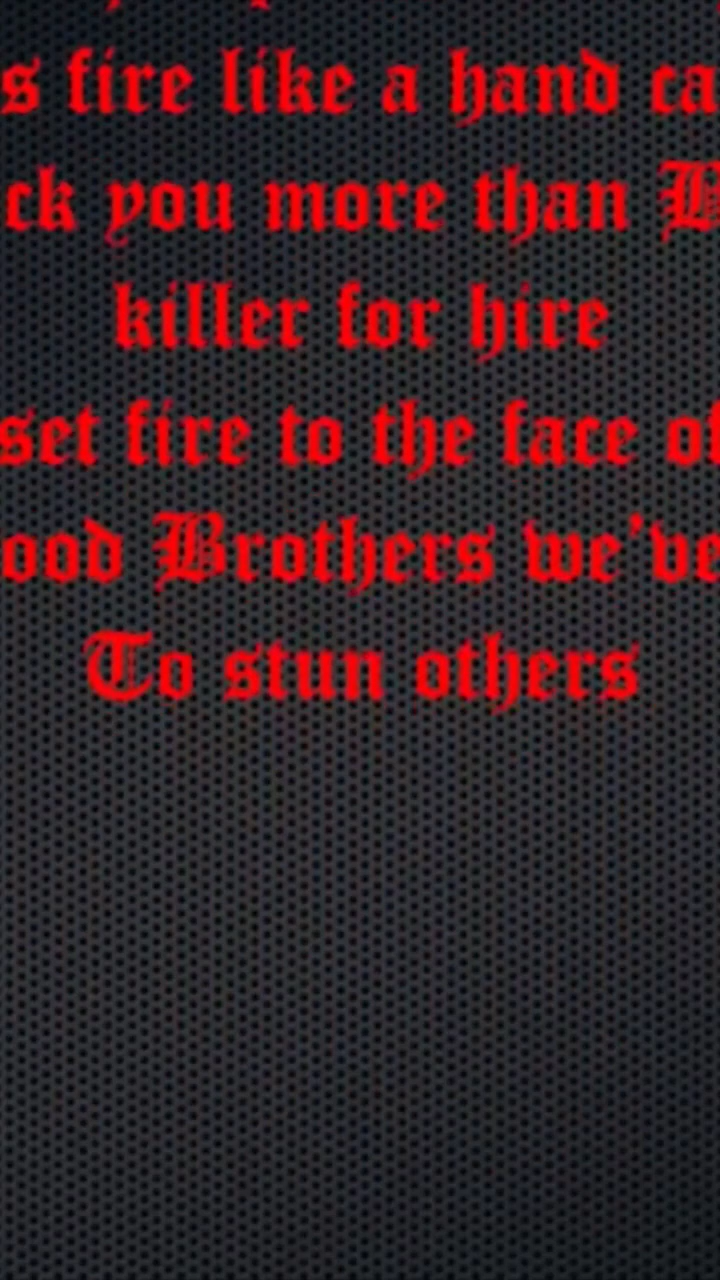 s fire like a hand ca
ck you more than B
killer for hire
set fire to the face of
ood Brothers we've
To stun others